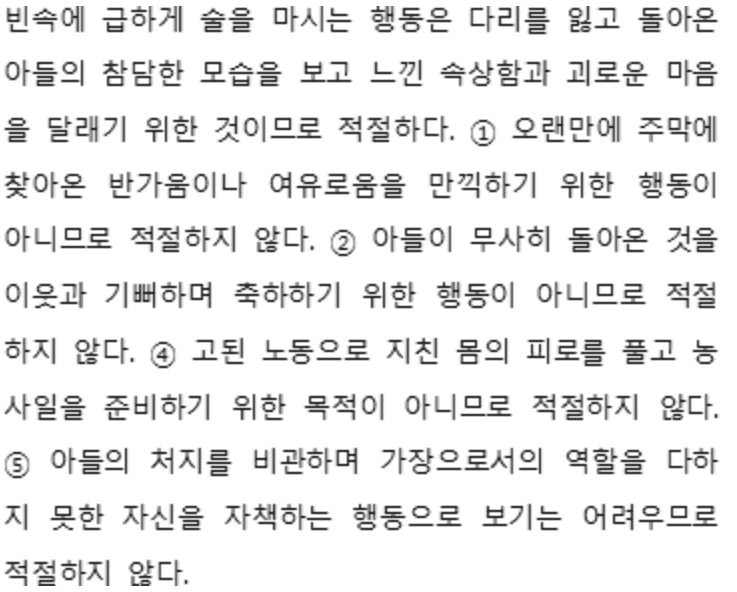 빈속에 급하게 술을 마시는 행동은 다리를 잃고 돌아온
아들의 참담한 모습을 보고 느낀 속상함과 괴로운 마음
을 달래기 위한 것이므로 적절하다. ① 오랜만에 주막에
찾아온 반가움이나 여유로움을 만끽하기 위한 행동이
아니므로 적절하지 않다. ② 아들이 무사히 돌아온 것을
이웃과 기뻐하며 축하하기 위한 행동이 아니므로 적절
하지 않다. ④ 고된 노동으로 지친 몸의 피로를 풀고 농
사일을 준비하기 위한 목적이 아니므로 적절하지 않다.
⑤ 아들의 처지를 비관하며 가장으로서의 역할을 다하
지 못한 자신을 자책하는 행동으로 보기는 어려우므로
적절하지 않다.